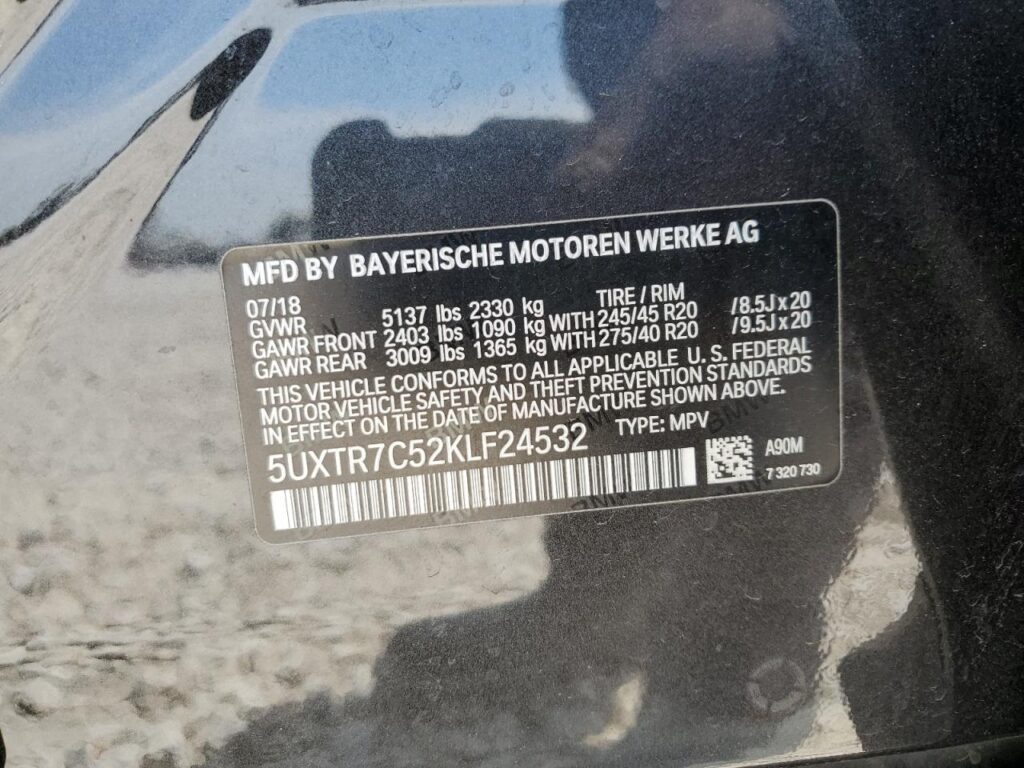 MFD BY BAYERISCHE MOTOREN WERKE AG
07/18 TIRE / RIM
GVWR 5137 lbs 2330 kg
GAWR FRONT 2403 lbs 1090 kg WITH 245/45 R20 /8.5J x 20
GAWR REAR 3009 lbs 1365 kg WITH 275/40 R20 /9.5J x 20
THIS VEHICLE CONFORMS TO ALL APPLICABLE U. S. FEDERAL
MOTOR VEHICLE SAFETY AND THEFT PREVENTION STANDARDS
IN EFFECT ON THE DATE OF MANUFACTURE SHOWN ABOVE.
5UXTR7C52KLF24532 TYPE: MPV
A90M
7 320 730